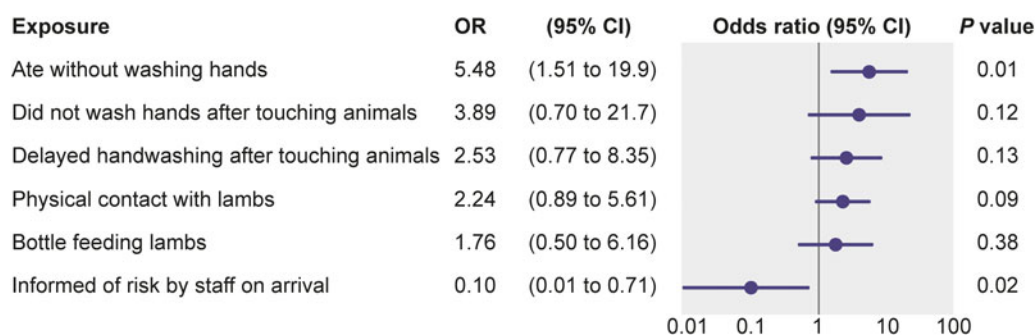 Exposure OR (95% CI) Odds ratio (95% CI) P value
Ate without washing hands 5.48 (1.51 to 19.9) 0.01
Did not wash hands after touching animals 3.89 (0.70 to 21.7) 0.12
Delayed handwashing after touching animals 2.53 (0.77 to 8.35) 0.13
Physical contact with lambs 2.24 (0.89 to 5.61) 0.09
Bottle feeding lambs 1.76 (0.50 to 6.16) 0.38
Informed of risk by staff on arrival 0.10 (0.01 to 0.71) 0.02
0.01 0.1 1 10 100